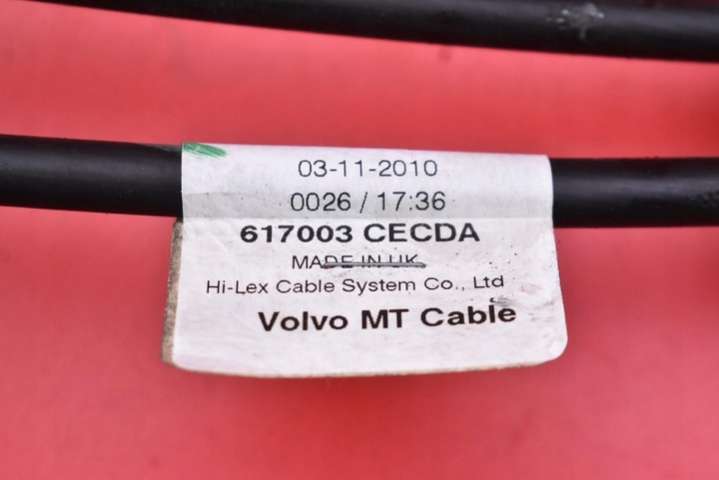 03-11-2010
0026 / 17:36
617003 CECDA
MADE IN UK
Hi-Lex Cable System Co., Ltd
Volvo MT Cable